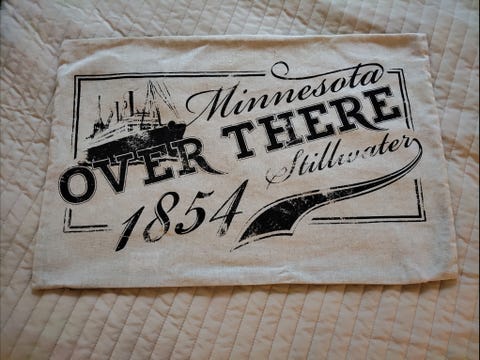 Minnesota
OVER THERE
Stillwater
1854